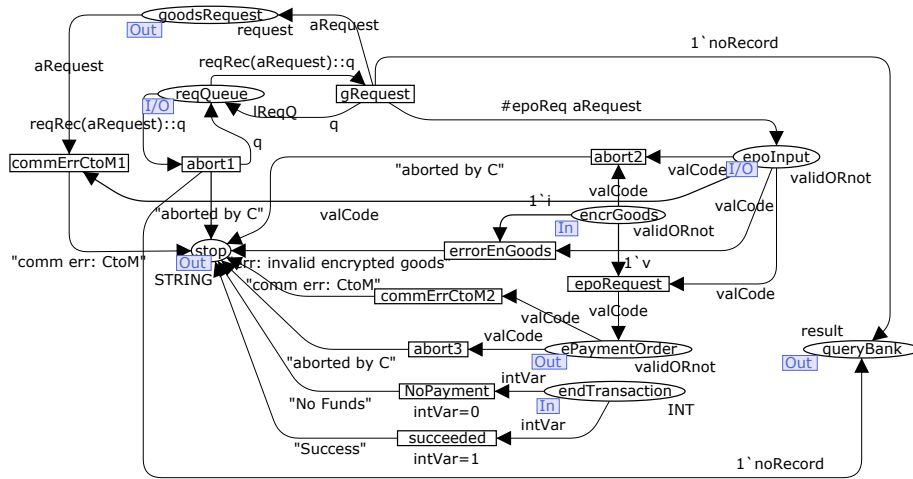 goodsRequest
Out
request
aRequest
1`noRecord
aRequest
reqRec(aRequest)::q
reqQueue
gRequest
I/O
lReqQ
q
#epoReq aRequest
reqRec(aRequest)::q
q
commErrCtoM1
abort1
abort2
epoInput
valCode
I/O
"aborted by C"
valCode
validORnot
1`i
encrGoods
"aborted by C"
valCode
In
validORnot
stop
errorEnGoods
"comm err: CtoM"
Out
err: invalid encrypted goods"
1`v
STRING
"comm err: CtoM"
epoRequest
valCode
commErrCtoM2
valCode
valCode
valCode
result
abort3
ePaymentOrder
queryBank
"aborted by C"
Out
validORnot
Out
intVar
NoPayment
endTransaction
"No Funds"
intVar=0
In
INT
intVar
succeeded
"Success"
intVar=1
1`noRecord